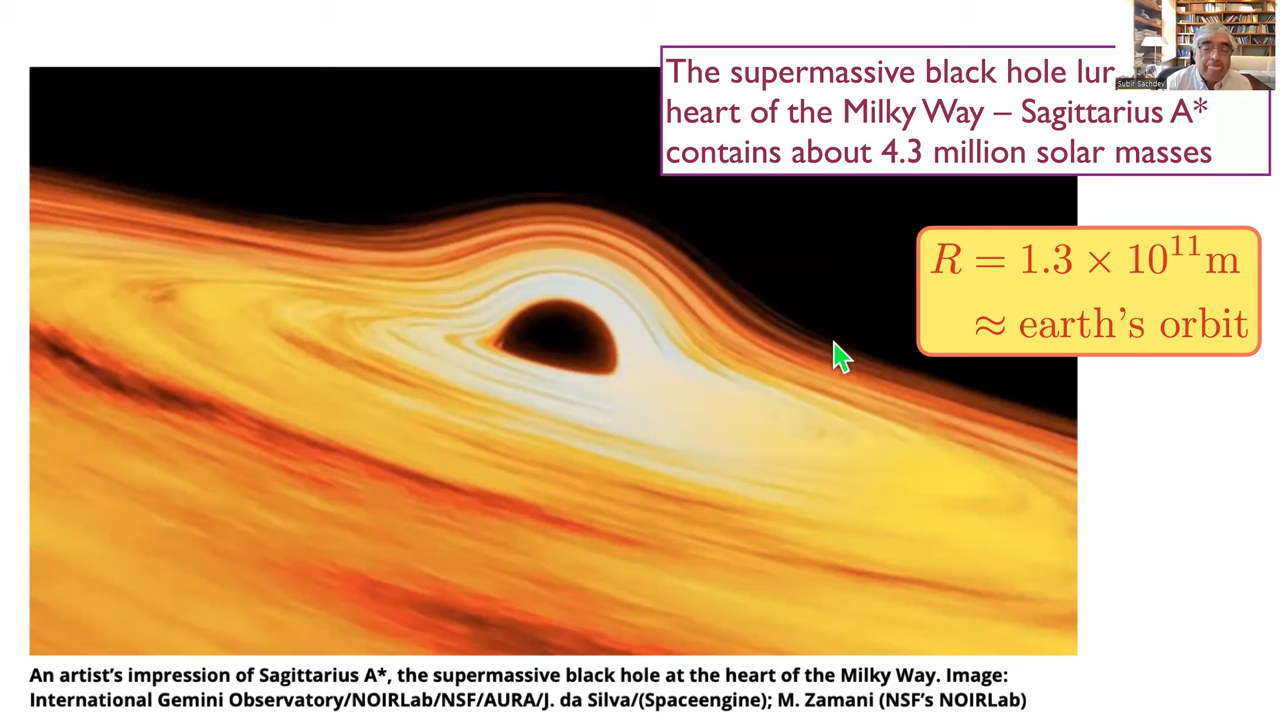 The supermassive black hole
heart of the Milky Way – Sagittarius A*
contains about 4.3 million solar masses
R = 1.3 × 10¹¹m
≈ earth's orbit
Subir Sachdev
An artist's impression of Sagittarius A*, the supermassive black hole at the heart of the Milky Way. Image:
International Gemini Observatory/NOIRLab/NSF/AURA/J. da Silva/(Spaceengine); M. Zamani (NSF's NOIRLab)